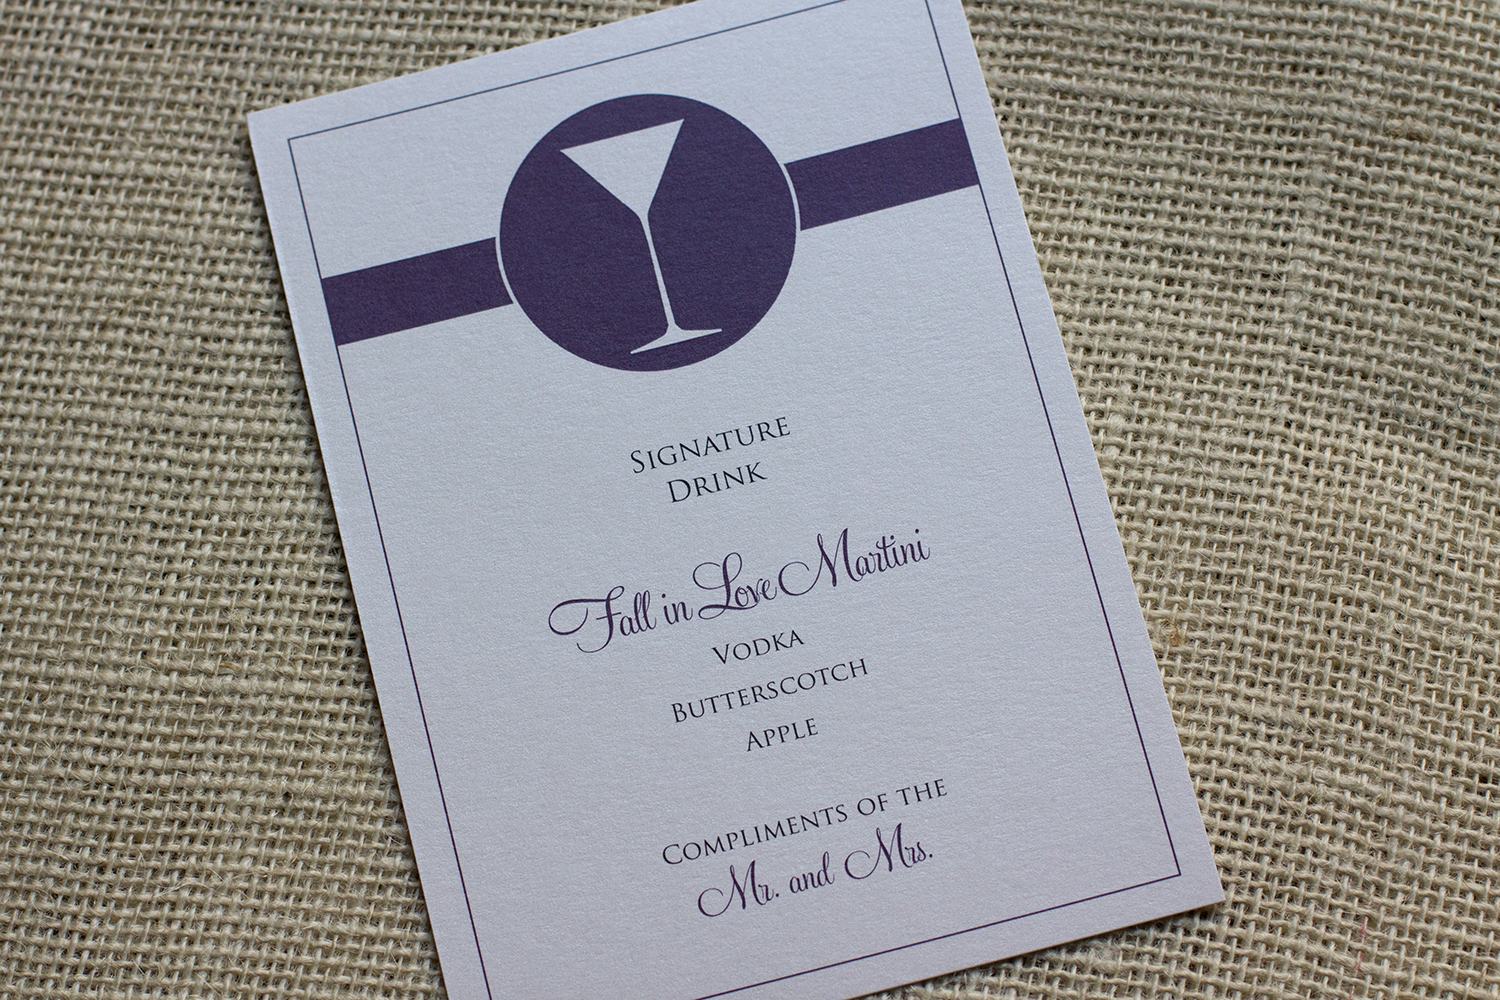 Signature
Drink
Fall in Love Martini
Vodka
Butterscotch
Apple
Compliments of the
Mr. and Mrs.